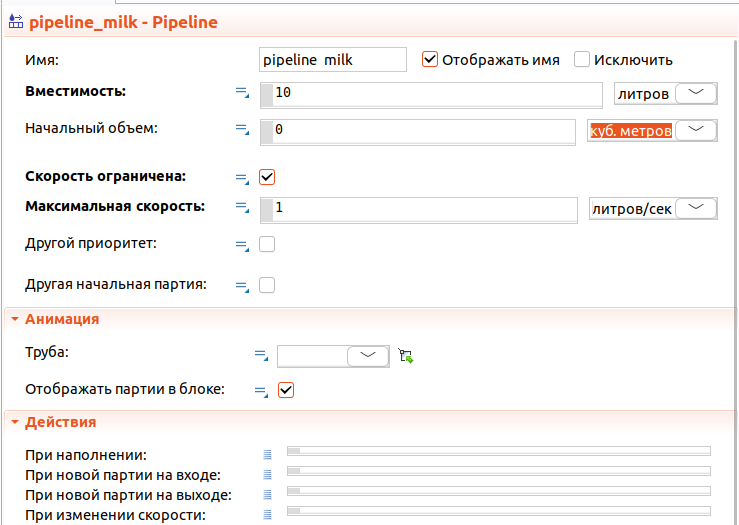 pipeline_milk - Pipeline
Имя: pipeline_milk Отображать имя Исключить
Вместимость: 10 литров
Начальный объем: 0 куб. метров
Скорость ограничена:
Максимальная скорость: 1 литров/сек
Другой приоритет:
Другая начальная партия:
Анимация
Труба:
Отображать партии в блоке:
Действия
При наполнении:
При новой партии на входе:
При новой партии на выходе:
При изменении скорости: